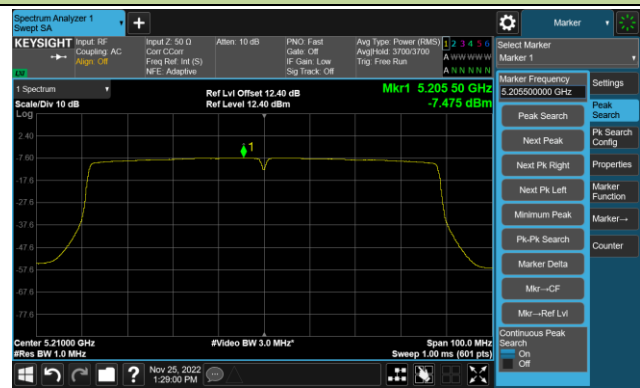 Spectrum Analyzer 1
Swept SA
+
Marker
KEYSIGHT
Input: RF
Coupling: AC
Align: Off
Input Z: 50 Ω
Corr CCorr
Freq Ref: Int (S)
NFE: Adaptive
Atten: 10 dB
PNO: Fast
Gate: Off
IF Gain: Low
Sig Track: Off
Avg Type: Power (RMS)
Avg|Hold: 3700/3700
Trig: Free Run
1 2 3 4 5 6
A W W W W W
A N N N N N
LW
Select Marker
Marker 1
1 Spectrum
Scale/Div 10 dB
Log
Ref Lvl Offset 12.40 dB
Ref Level 12.40 dBm
Mkr1 5.205 50 GHz
-7.475 dBm
1
2.40
-7.60
-17.6
-27.6
-37.6
-47.6
-57.6
-67.6
-77.6
Center 5.21000 GHz
#Res BW 1.0 MHz
#Video BW 3.0 MHz*
Span 100.0 MHz
Sweep 1.00 ms (601 pts)
Marker Frequency
5.205500000 GHz
Peak Search
Next Peak
Next Pk Right
Next Pk Left
Minimum Peak
Pk-Pk Search
Marker Delta
Mkr→CF
Mkr→Ref Lvl
Continuous Peak
Search
On
Off
Settings
Peak
Search
Pk Search
Config
Properties
Marker
Function
Marker→
Counter
?
Nov 25, 2022
1:29:00 PM